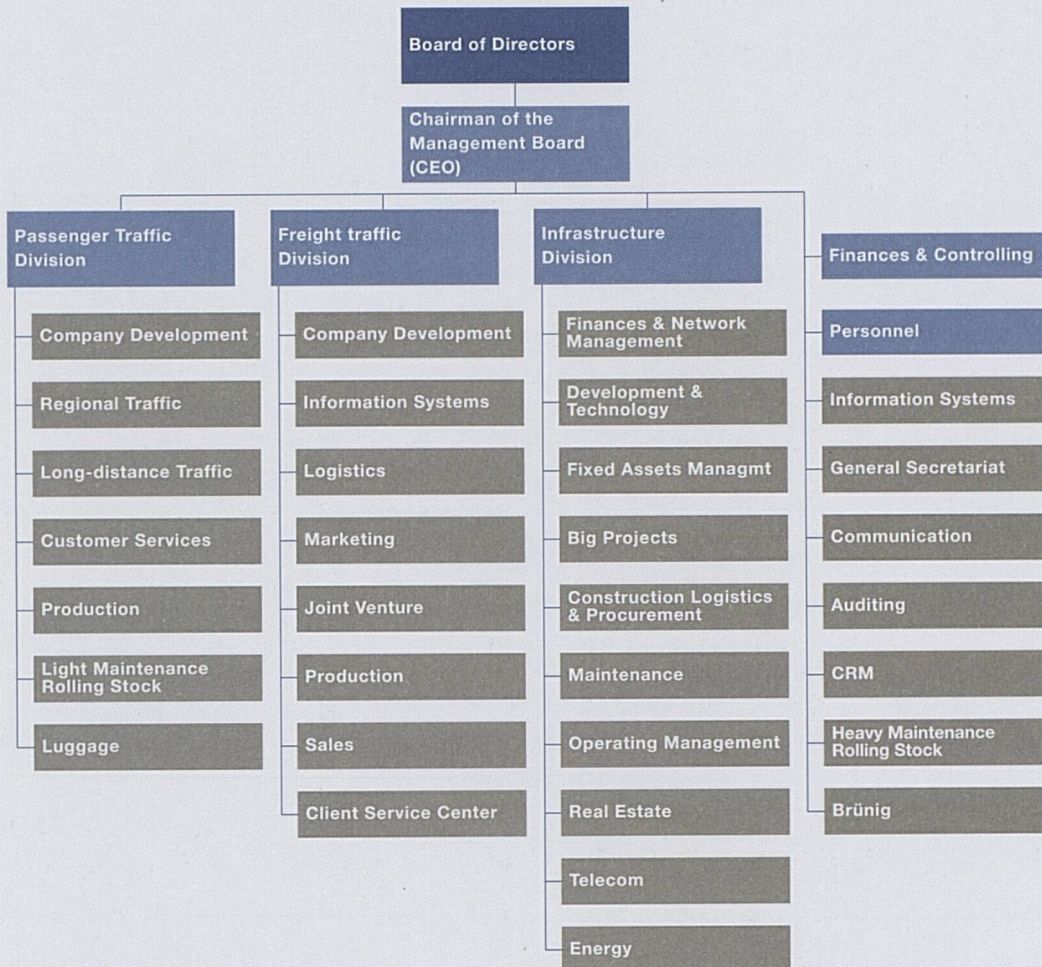 Board of Directors
Chairman of the
Management Board
(CEO)
Passenger Traffic
Division
Company Development
Regional Traffic
Long-distance Traffic
Customer Services
Production
Light Maintenance
Rolling Stock
Luggage
Freight traffic
Division
Company Development
Information Systems
Logistics
Marketing
Joint Venture
Production
Sales
Client Service Center
Infrastructure
Division
Finances & Network
Management
Development &
Technology
Fixed Assets Managmt
Big Projects
Construction Logistics
& Procurement
Maintenance
Operating Management
Real Estate
Telecom
Energy
Finances & Controlling
Personnel
Information Systems
General Secretariat
Communication
Auditing
CRM
Heavy Maintenance
Rolling Stock
Brünig